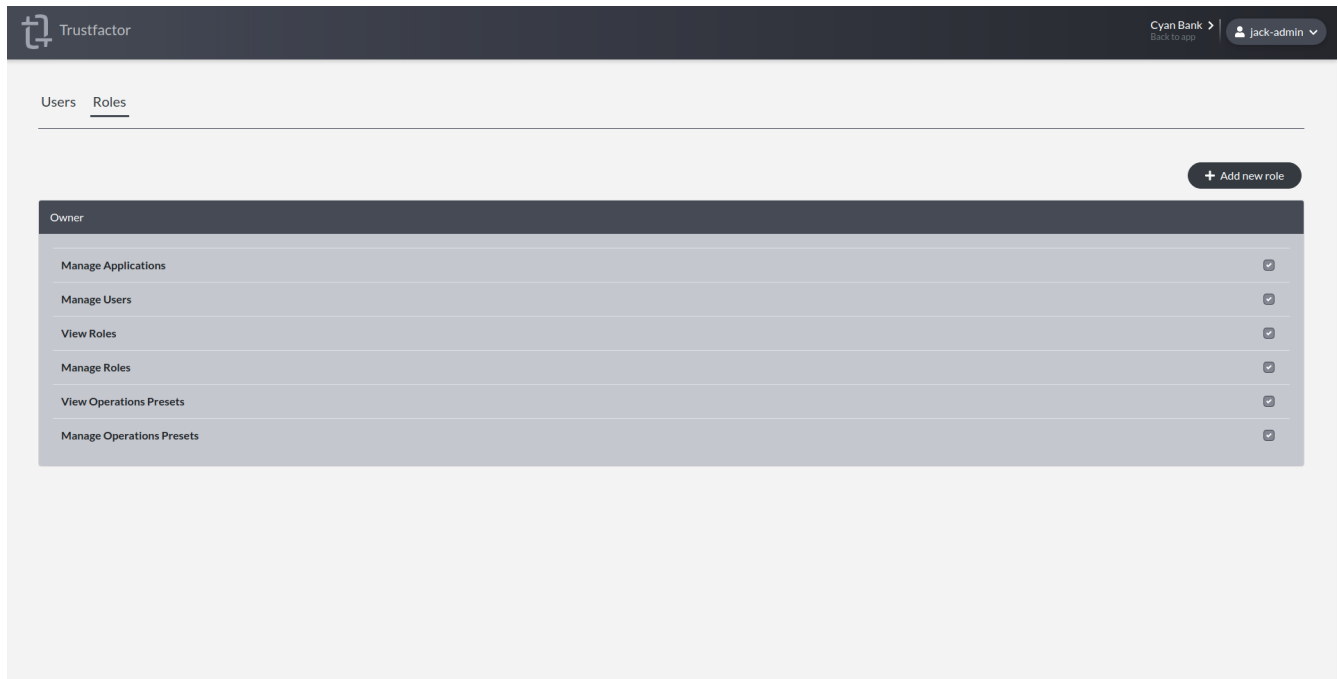 Trustfactor
Cyan Bank
Back to app
jack-admin
Users Roles
Add new role
Owner
Manage Applications
Manage Users
View Roles
Manage Roles
View Operations Presets
Manage Operations Presets